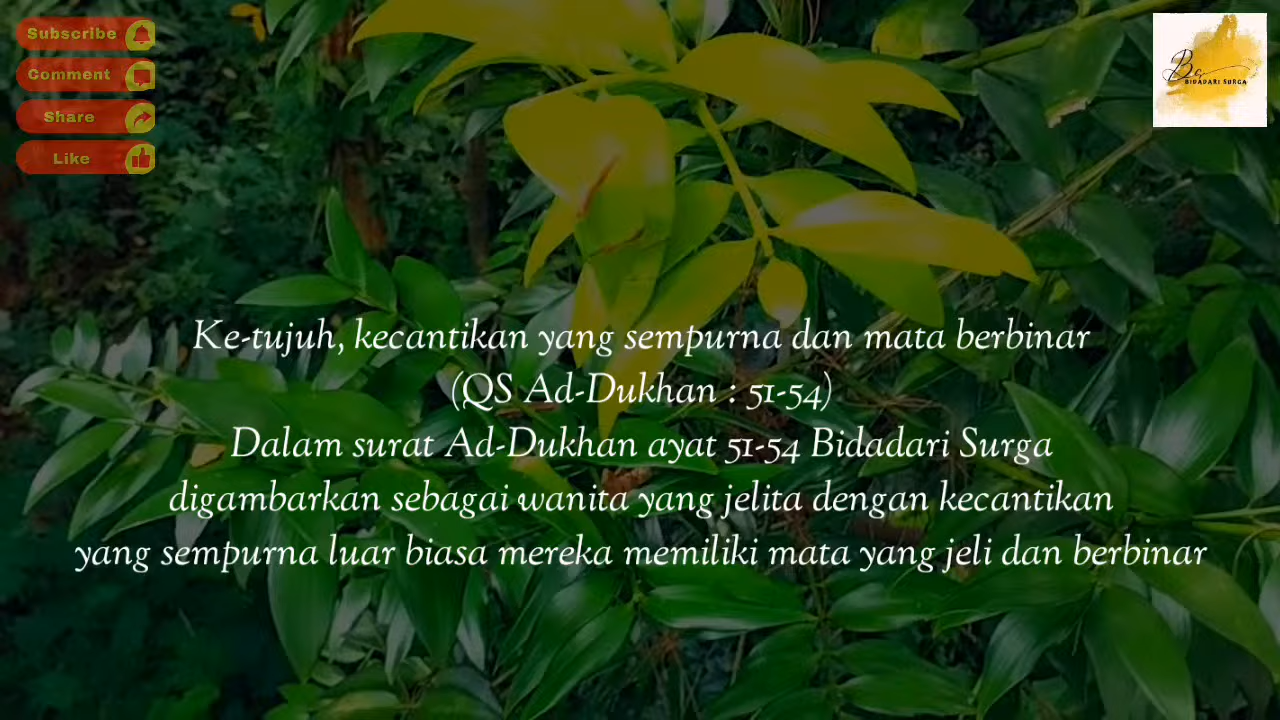 Subscribe
Comment
Share
Like
BIDADARI SURGA
Ke-tujuh, kecantikan yang sempurna dan mata berbinar
(QS Ad-Dukhan : 51-54)
Dalam surat Ad-Dukhan ayat 51-54 Bidadari Surga
digambarkan sebagai wanita yang jelita dengan kecantikan
yang sempurna luar biasa mereka memiliki mata yang jeli dan berbinar